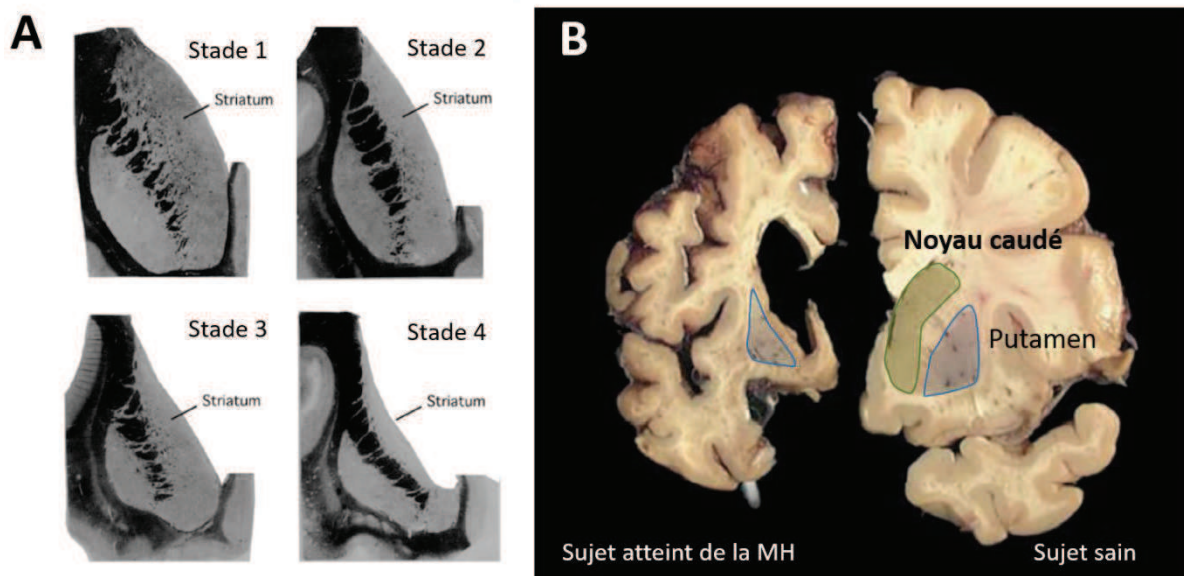 A
Stade 1
Striatum
Stade 2
Striatum
Stade 3
Striatum
Stade 4
Striatum
B
Noyau caudé
Putamen
Sujet atteint de la MH
Sujet sain